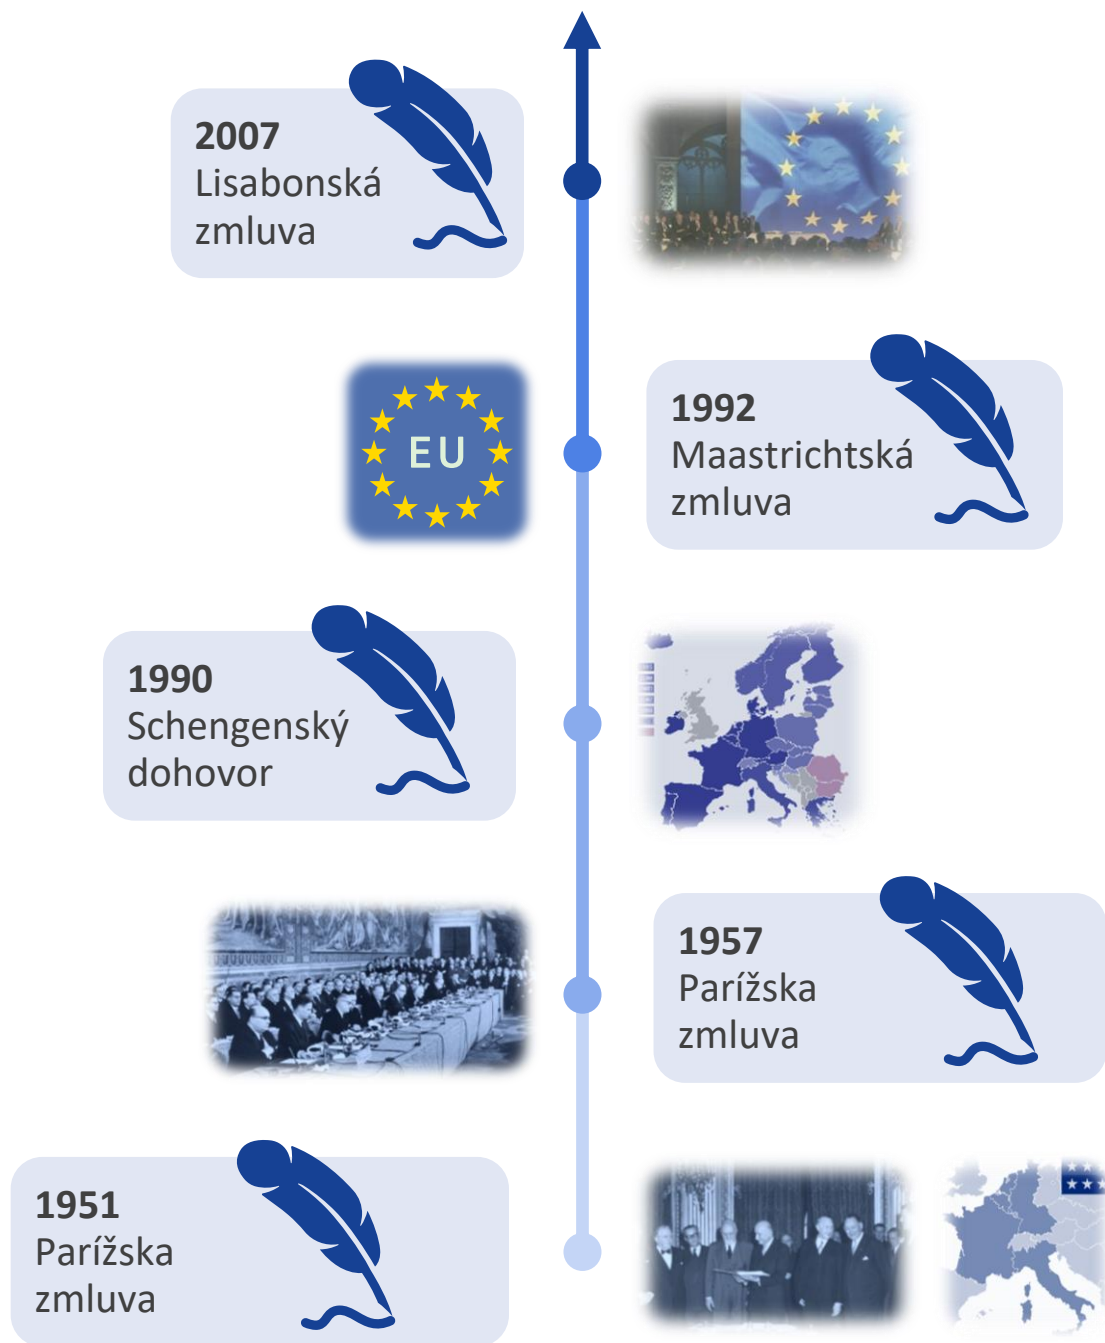 2007
Lisabonská
zmluva
EU
1992
Maastrichtská
zmluva
1990
Schengenský
dohovor
1957
Parížska
zmluva
1951
Parížska
zmluva